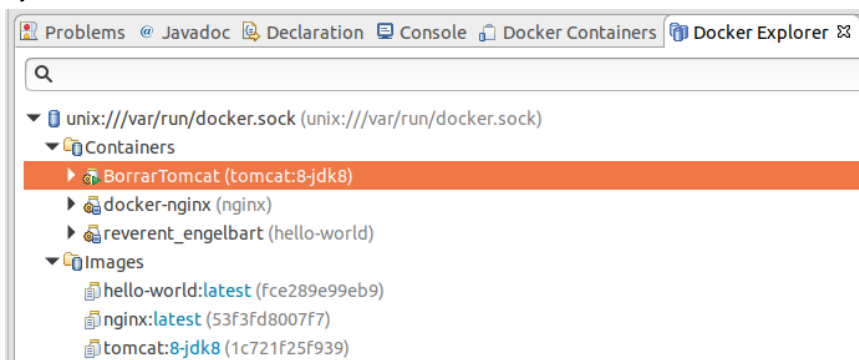 Problems @ Javadoc Declaration Console Docker Containers Docker Explorer
unix:///var/run/docker.sock (unix:///var/run/docker.sock)
Containers
BorrarTomcat (tomcat:8-jdk8)
docker-nginx (nginx)
reverent_engelbart (hello-world)
Images
hello-world:latest (fce289e99eb9)
nginx:latest (53f3fd8007f7)
tomcat:8-jdk8 (1c721f25f939)